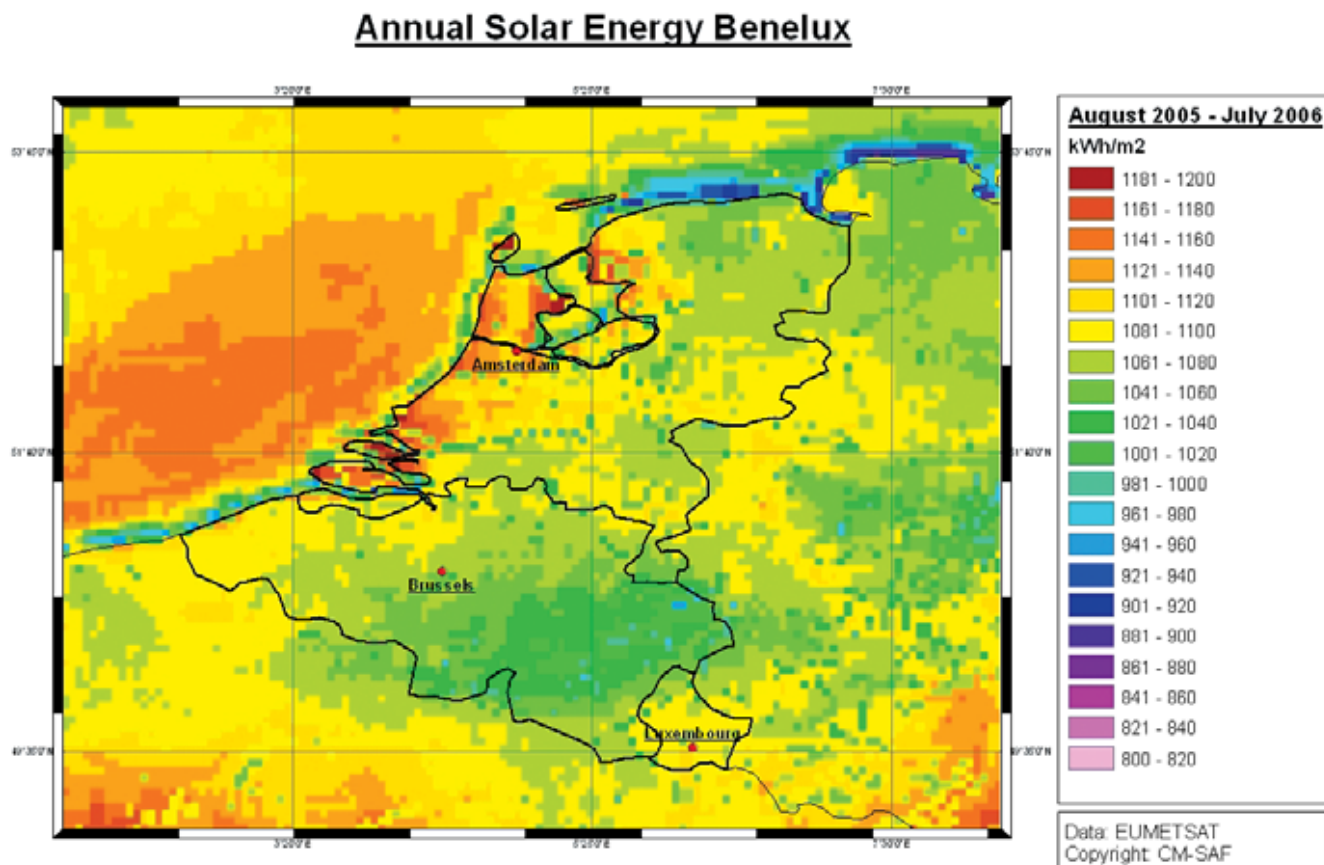 Annual Solar Energy Benelux
August 2005 - July 2006
kWh/m2
1181 - 1200
1161 - 1180
1141 - 1160
1121 - 1140
1101 - 1120
1081 - 1100
1061 - 1080
1041 - 1060
1021 - 1040
1001 - 1020
981 - 1000
961 - 980
941 - 960
921 - 940
901 - 920
881 - 900
861 - 880
841 - 860
821 - 840
800 - 820
Amsterdam
Brussels
Luxembourg
Data: EUMETSAT
Copyright: CM-SAF